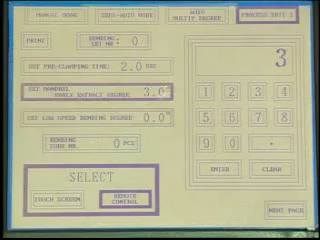 MANUAL MODE SEMI-AUTO MODE AUTO MULTIP DEGREE PROCESS EDIT 1
PRINT BENDING SET NO.= 0 3
SET PRE-CLAMPING TIME: 2.0 SEC
SET MANDREL EARLY EXTRACT DEGREE 3.0°
1 2 3 4
SET LOW SPEED BENDING DEGREE: 0.0°
5 6 7 8
BENDING TUBE NO. 0 PCS
9 0 .
SELECT
ENTER CLEAR
TOUCH SCREEN REMOTE CONTROL
NEXT PAGE